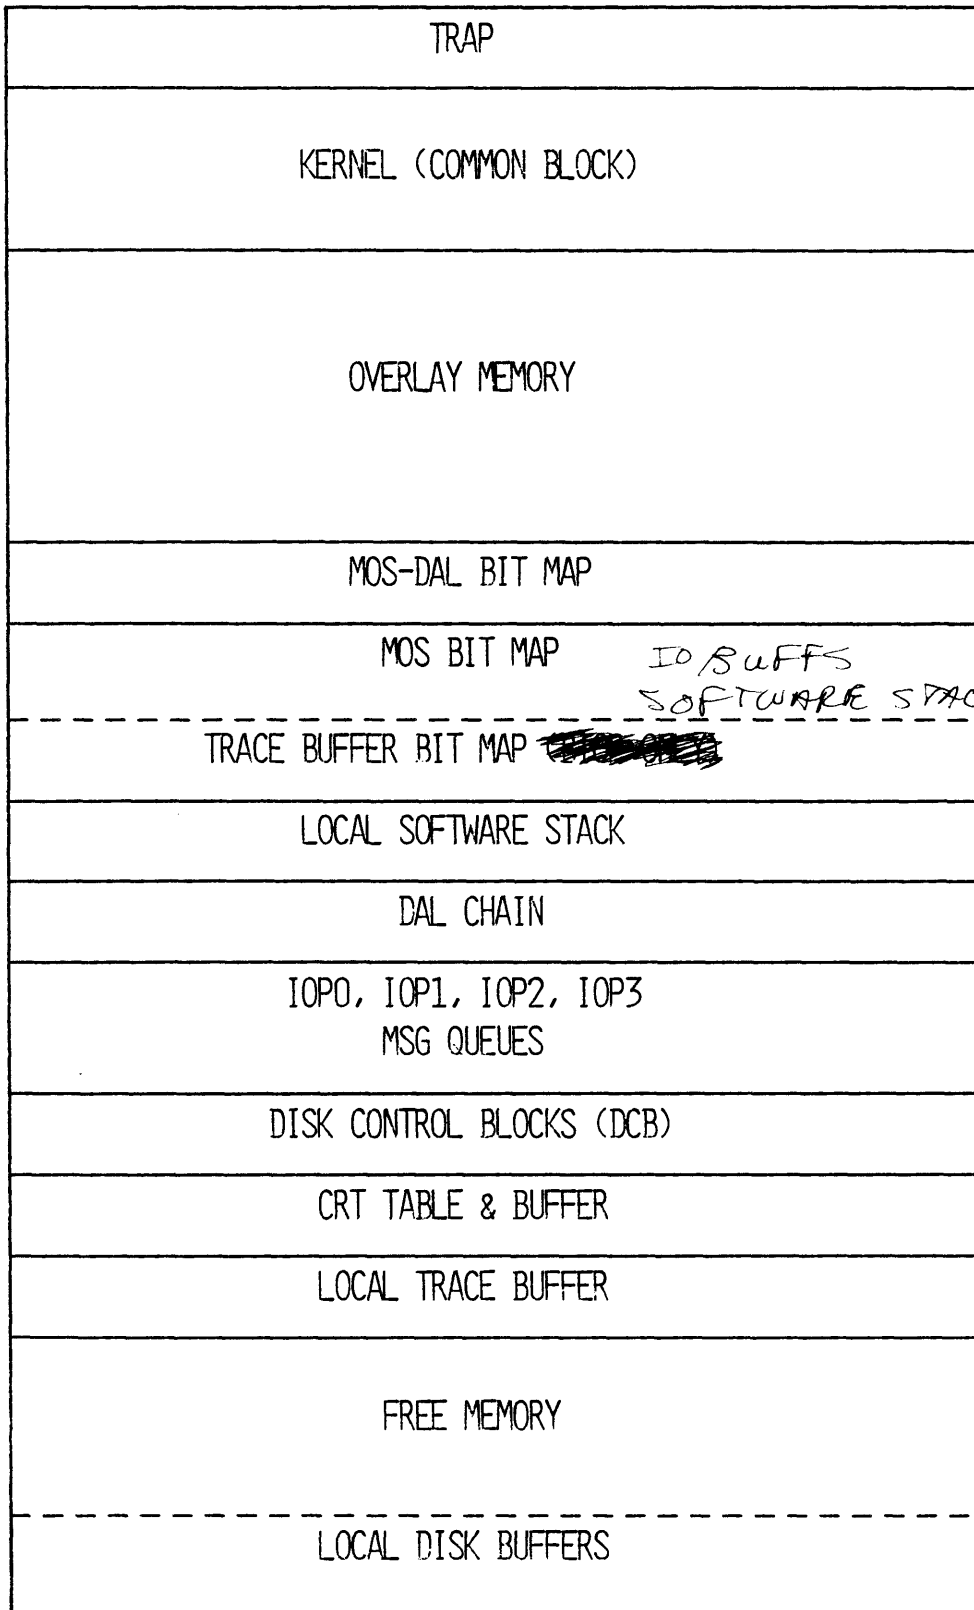 TRAP
KERNEL (COMMON BLOCK)
OVERLAY MEMORY
MOS-DAL BIT MAP
MOS BIT MAP IO BUFFS
SOFTWARE STAC
TRACE BUFFER BIT MAP
LOCAL SOFTWARE STACK
DAL CHAIN
IOP0, IOP1, IOP2, IOP3
MSG QUEUES
DISK CONTROL BLOCKS (DCB)
CRT TABLE & BUFFER
LOCAL TRACE BUFFER
FREE MEMORY
LOCAL DISK BUFFERS